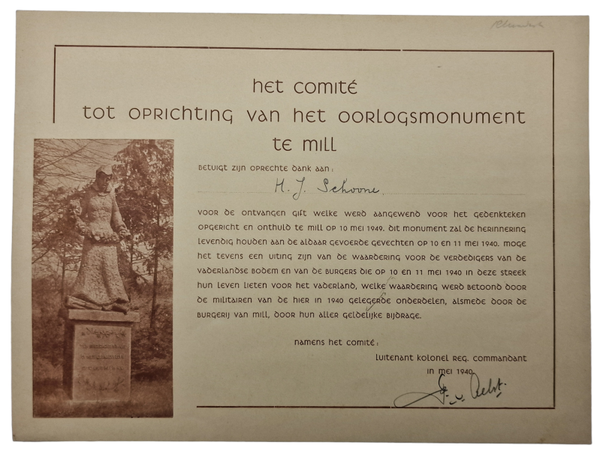 het comité
tot oprichting van het oorlogsmonument
te mill
betuigt zijn oprechte dank aan:
H. J. Schoone.
voor de ontvangen gift welke werd aangewend voor het gedenkteken
opgericht en onthuld te mill op 10 mei 1949. dit monument zal de herinnering
levendig houden aan de aldaar gevoerde gevechten op 10 en 11 mei 1940. moge
het tevens een uiting zijn van de waardering voor de verdedigers van de
vaderlandse bodem en van de burgers die op 10 en 11 mei 1940 in deze streek
hun leven lieten voor het vaderland, welke waardering werd betoond door
de militairen van de hier in 1940 gelegerde onderdelen, alsmede door de
burgerij van mill, door hun aller geldelijke bijdrage.
namens het comité:
luitenant kolonel reg. commandant
in mei 1940.